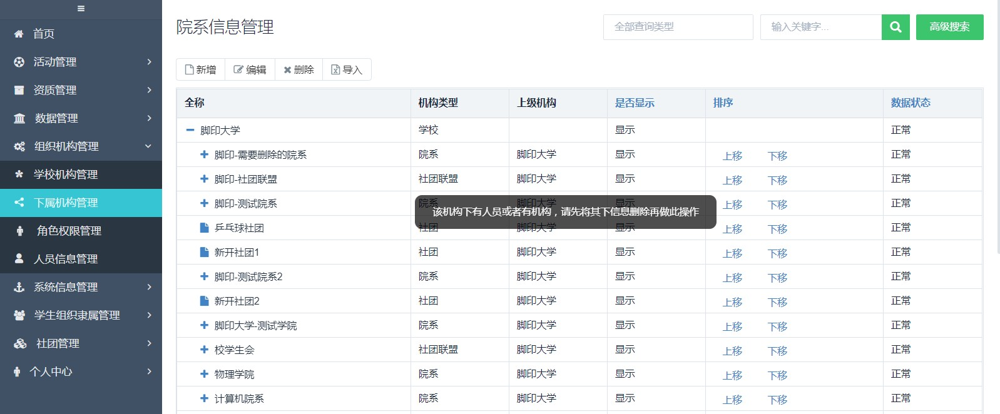 首页
活动管理
资质管理
数据管理
组织机构管理
学校机构管理
下属机构管理
角色权限管理
人员信息管理
系统信息管理
学生组织隶属管理
社团管理
个人中心
院系信息管理
全部查询类型
输入关键字...
高级搜索
新增 编辑 删除 导入
全称 机构类型 上级机构 是否显示 排序 数据状态
脚印大学 学校 显示 正常
脚印-需要删除的院系 院系 脚印大学 显示 上移 下移 正常
脚印-社团联盟 社团联盟 脚印大学 显示 上移 下移 正常
脚印-测试院系 院系 脚印大学 显示 上移 下移 正常
该机构下有人员或者有机构，请先将其下信息删除再做此操作
乒乓球社团 社团 脚印大学 显示 上移 下移 正常
新开社团1 社团 脚印大学 显示 上移 下移 正常
脚印-测试院系2 院系 脚印大学 显示 上移 下移 正常
新开社团2 社团 脚印大学 显示 上移 下移 正常
脚印大学-测试学院 院系 脚印大学 显示 上移 下移 正常
校学生会 社团联盟 脚印大学 显示 上移 下移 正常
物理学院 院系 脚印大学 显示 上移 下移 正常
计算机院系 院系 脚印大学 显示 上移 下移 正常